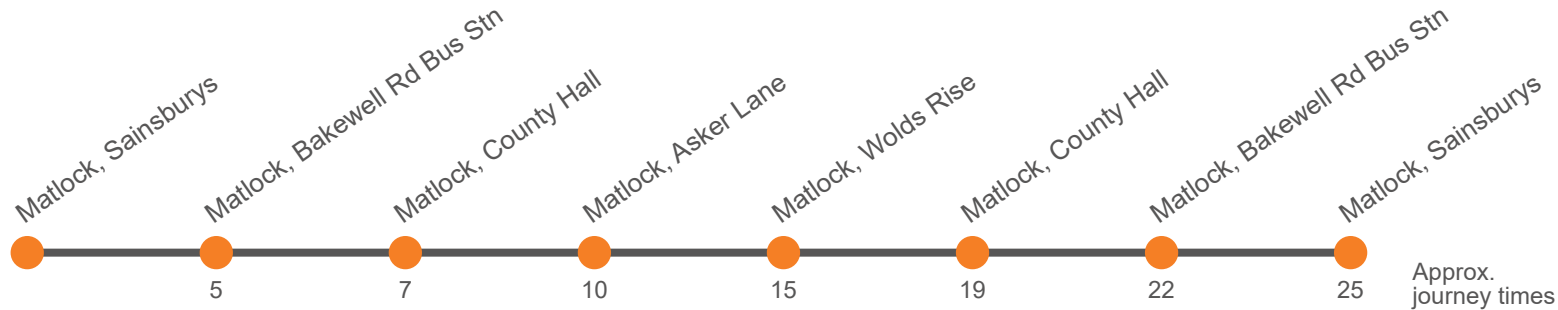 Matlock, Sainsburys
Matlock, Bakewell Rd Bus Stn
Matlock, County Hall
Matlock, Asker Lane
Matlock, Wolds Rise
Matlock, County Hall
Matlock, Bakewell Rd Bus Stn
Matlock, Sainsburys
5
7
10
15
19
22
25
Approx.
journey times